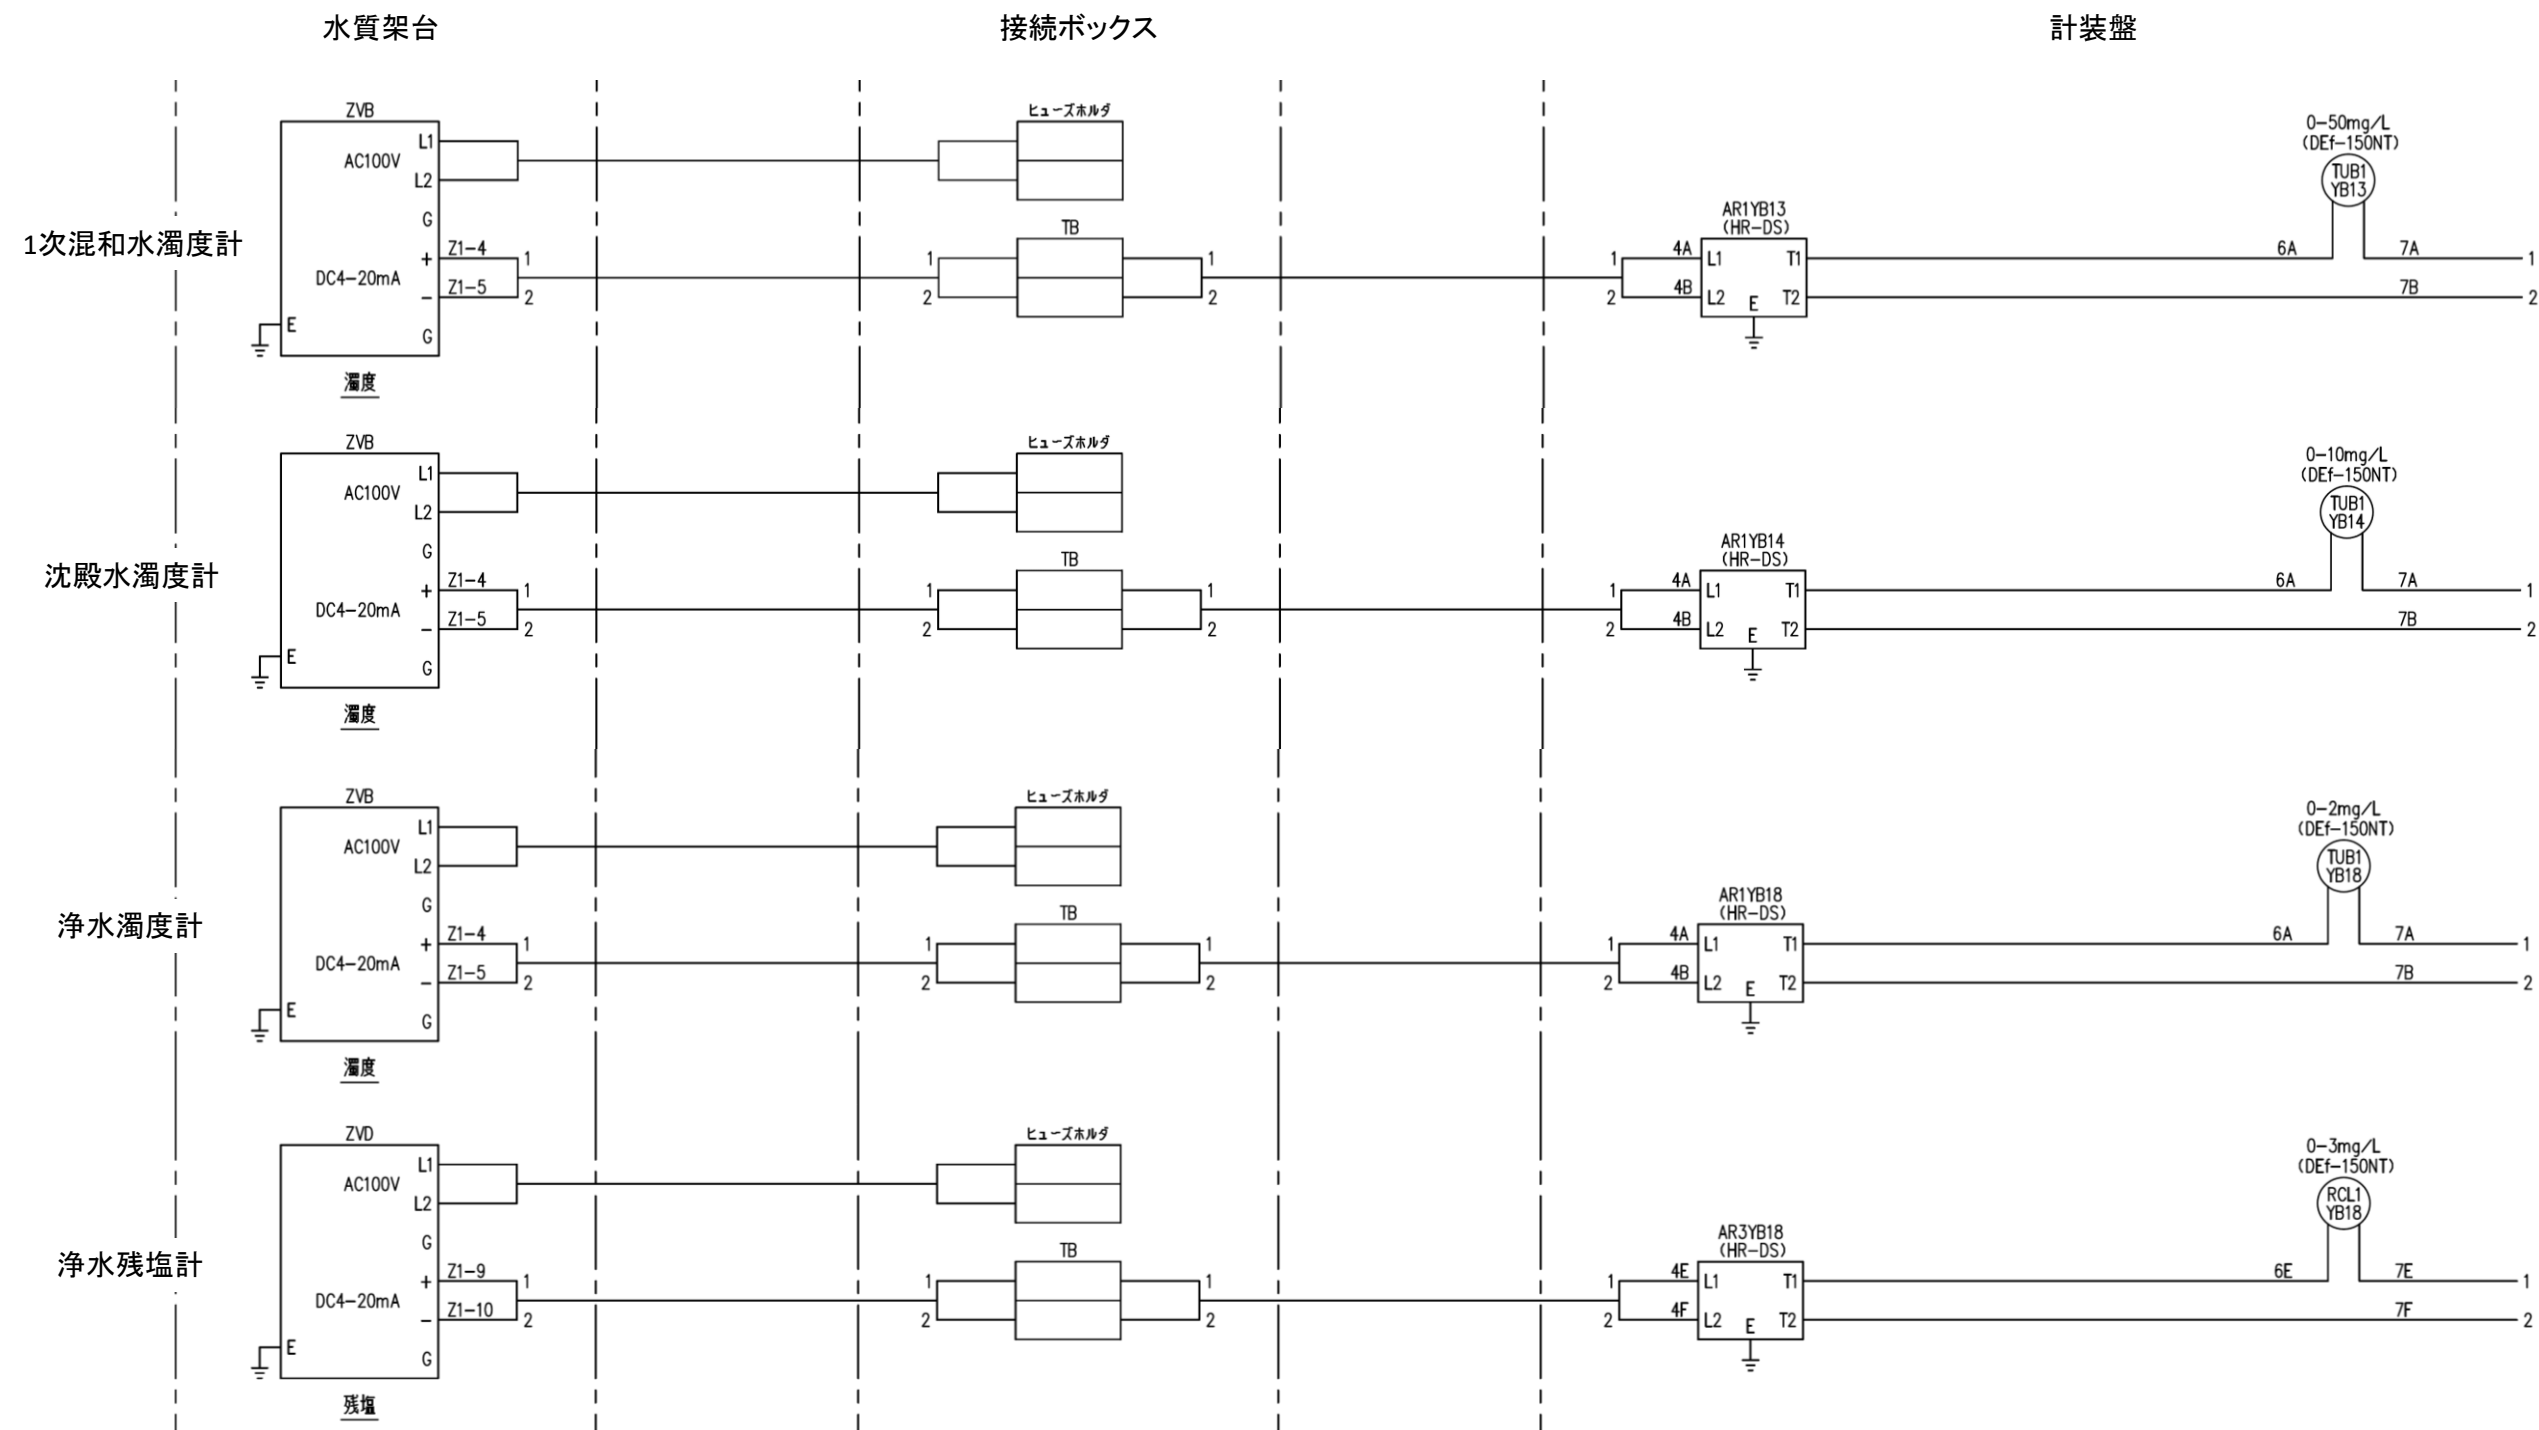 水質架台
接続ボックス
計装盤
1次混和水濁度計
ZVB
L1
AC100V
L2
G
+
Z1-4
1
DC4-20mA
-
Z1-5
2
E
G
濁度
ヒューズホルダ
TB
1
1
2
2
AR1YB13
(HR-DS)
1
4A
L1
T1
2
4B
L2
E
T2
0-50mg/L
(DEf-150NT)
TUB1
YB13
6A
7A
1
7B
2
沈殿水濁度計
ZVB
L1
AC100V
L2
G
+
Z1-4
1
DC4-20mA
-
Z1-5
2
E
G
濁度
ヒューズホルダ
TB
1
1
2
2
AR1YB14
(HR-DS)
1
4A
L1
T1
2
4B
L2
E
T2
0-10mg/L
(DEf-150NT)
TUB1
YB14
6A
7A
1
7B
2
浄水濁度計
ZVB
L1
AC100V
L2
G
+
Z1-4
1
DC4-20mA
-
Z1-5
2
E
G
濁度
ヒューズホルダ
TB
1
1
2
2
AR1YB18
(HR-DS)
1
4A
L1
T1
2
4B
L2
E
T2
0-2mg/L
(DEf-150NT)
TUB1
YB18
6A
7A
1
7B
2
浄水残塩計
ZVD
L1
AC100V
L2
G
+
Z1-9
1
DC4-20mA
-
Z1-10
2
E
G
残塩
ヒューズホルダ
TB
1
1
2
2
AR3YB18
(HR-DS)
1
4E
L1
T1
2
4F
L2
E
T2
0-3mg/L
(DEf-150NT)
RCL1
YB18
6E
7E
1
7F
2